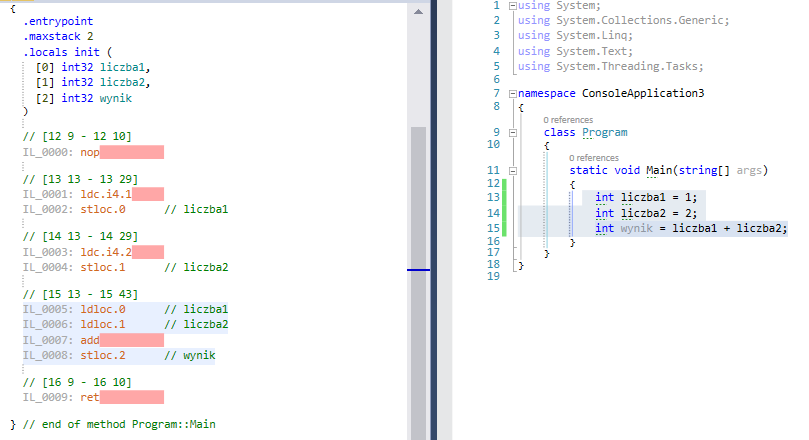 {
.entrypoint
.maxstack 2
.locals init (
[0] int32 liczba1,
[1] int32 liczba2,
[2] int32 wynik
)
// [12 9 - 12 10]
IL_0000: nop
// [13 13 - 13 29]
IL_0001: ldc.i4.1
IL_0002: stloc.0 // liczba1
// [14 13 - 14 29]
IL_0003: ldc.i4.2
IL_0004: stloc.1 // liczba2
// [15 13 - 15 43]
IL_0005: ldloc.0 // liczba1
IL_0006: ldloc.1 // liczba2
IL_0007: add
IL_0008: stloc.2 // wynik
// [16 9 - 16 10]
IL_0009: ret
} // end of method Program::Main
1 using System;
2 using System.Collections.Generic;
3 using System.Linq;
4 using System.Text;
5 using System.Threading.Tasks;
6
7 namespace ConsoleApplication3
8 {
0 references
9 class Program
10 {
0 references
11 static void Main(string[] args)
12 {
13 int liczba1 = 1;
14 int liczba2 = 2;
15 int wynik = liczba1 + liczba2;
16 }
17 }
18 }
19